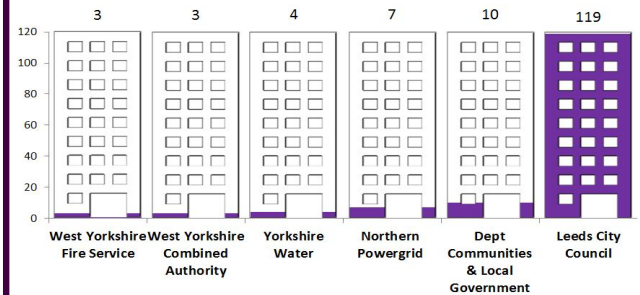 3 3 4 7 10 119
120
100
80
60
40
20
0
West Yorkshire Fire Service
West Yorkshire Combined Authority
Yorkshire Water
Northern Powergrid
Dept Communities & Local Government
Leeds City Council